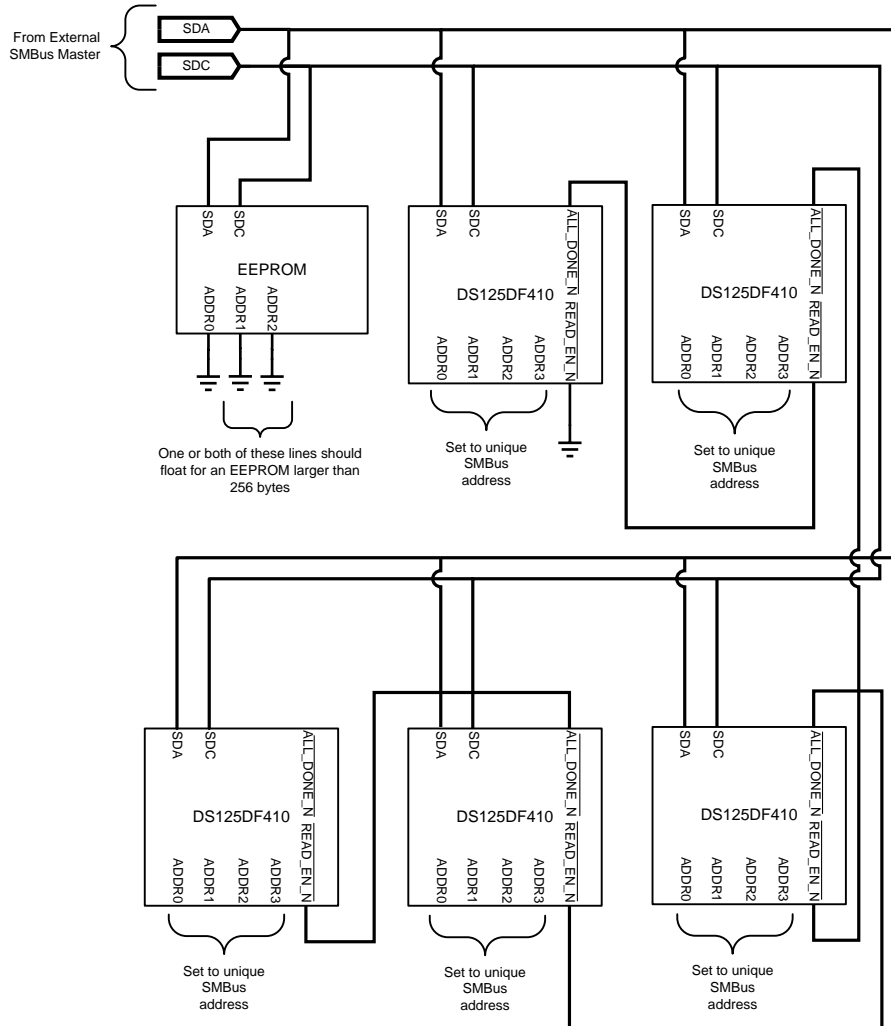 From External
SMBus Master
SDA
SDC
SDA
SDC
EEPROM
ADDR0
ADDR1
ADDR2
One or both of these lines should
float for an EEPROM larger than
256 bytes
SDA
SDC
ALL_DONE_N
DS125DF410
READ_EN_N
ADDR0
ADDR1
ADDR2
ADDR3
Set to unique
SMBus
address
SDA
SDC
ALL_DONE_N
DS125DF410
READ_EN_N
ADDR0
ADDR1
ADDR2
ADDR3
Set to unique
SMBus
address
SDA
SDC
ALL_DONE_N
DS125DF410
READ_EN_N
ADDR0
ADDR1
ADDR2
ADDR3
Set to unique
SMBus
address
SDA
SDC
ALL_DONE_N
DS125DF410
READ_EN_N
ADDR0
ADDR1
ADDR2
ADDR3
Set to unique
SMBus
address
SDA
SDC
ALL_DONE_N
DS125DF410
READ_EN_N
ADDR0
ADDR1
ADDR2
ADDR3
Set to unique
SMBus
address